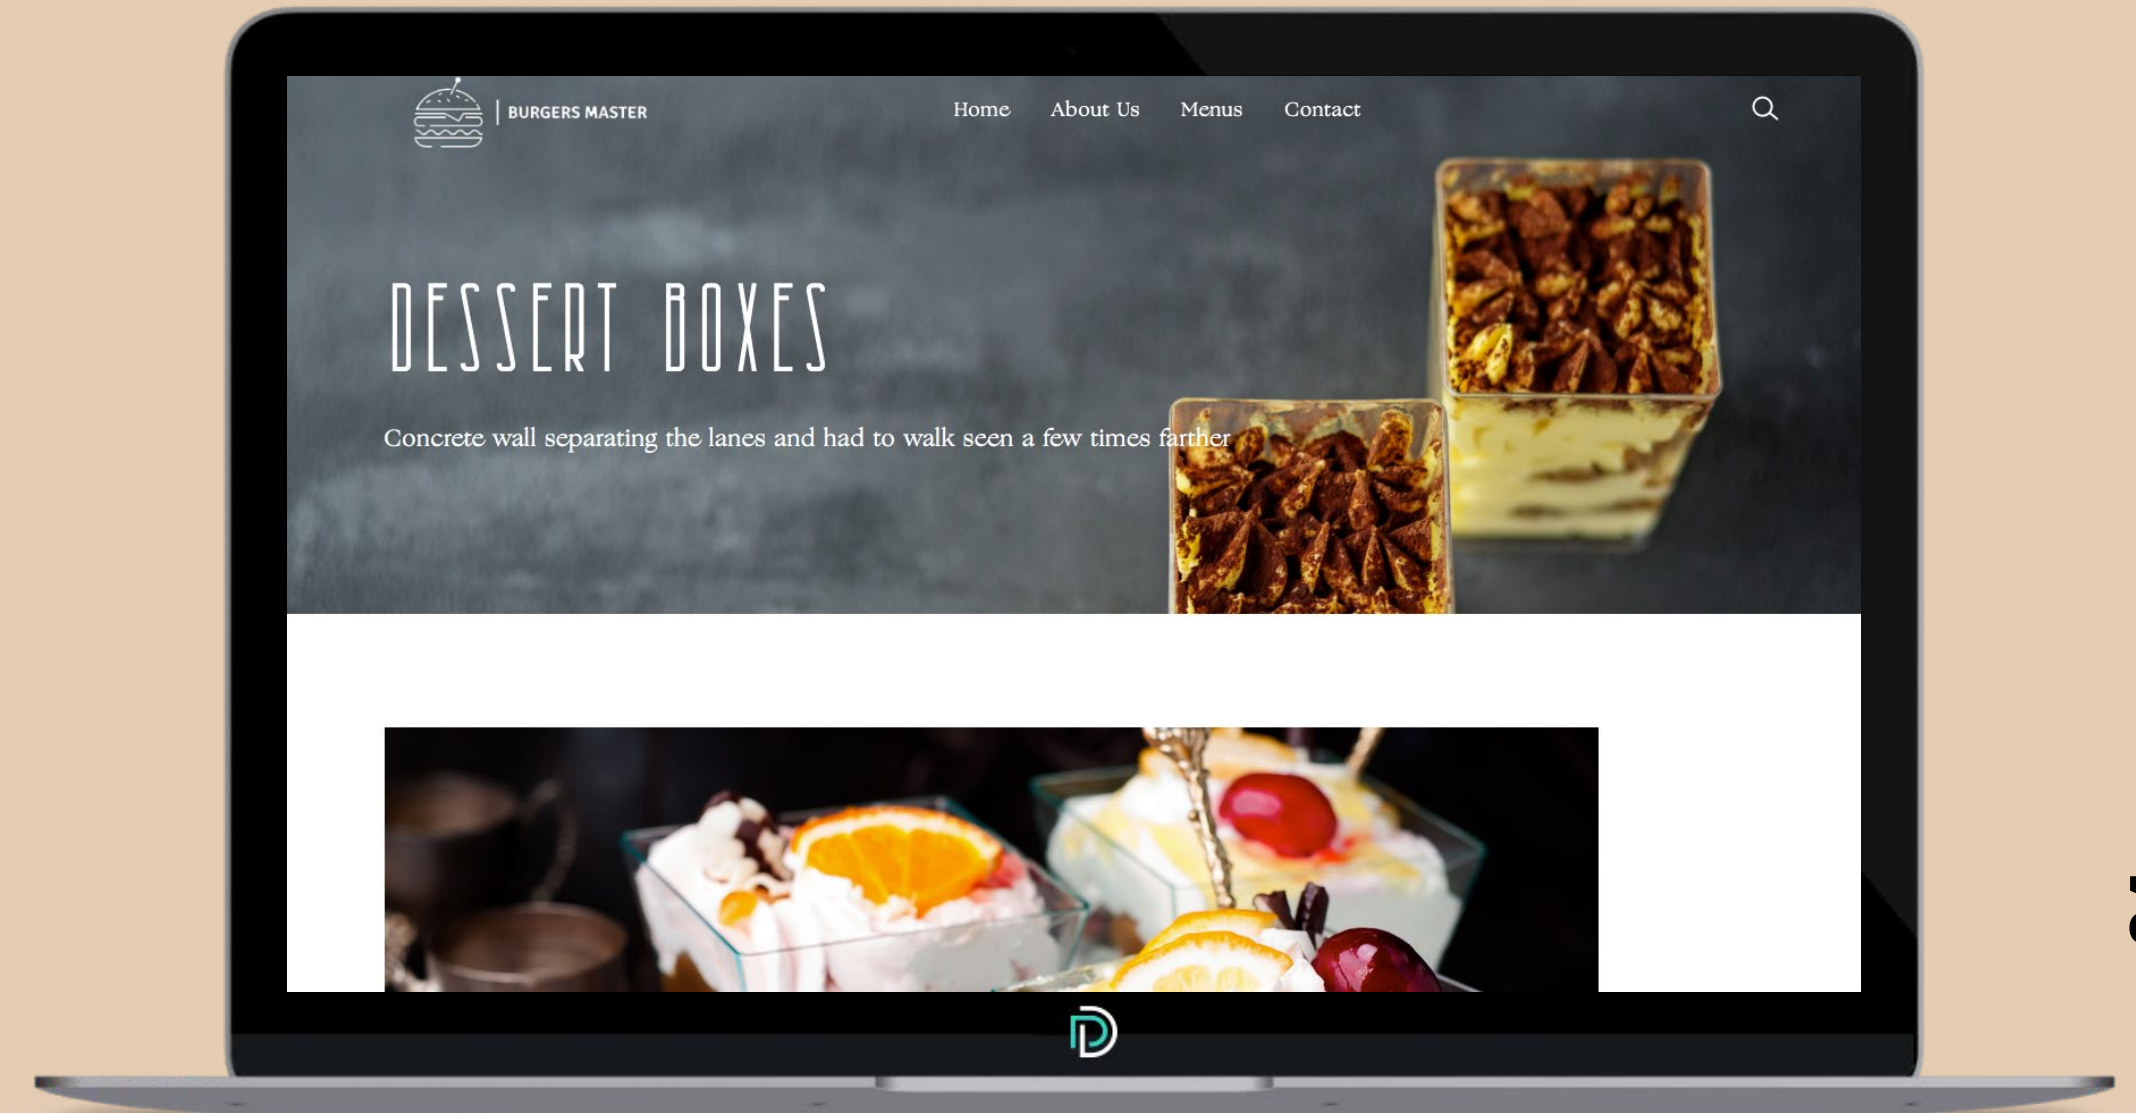 BURGERS MASTER
Home About Us Menus Contact
DESSERT BOXES
Concrete wall separating the lanes and had to walk seen a few times farther